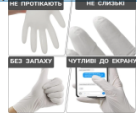 НЕ ПРОТІКАЮТЬ
НЕ СЛИЗЬКІ
БЕЗ ЗАПАХУ
ЧУТЛИВІ ДО ЕКРАНУ